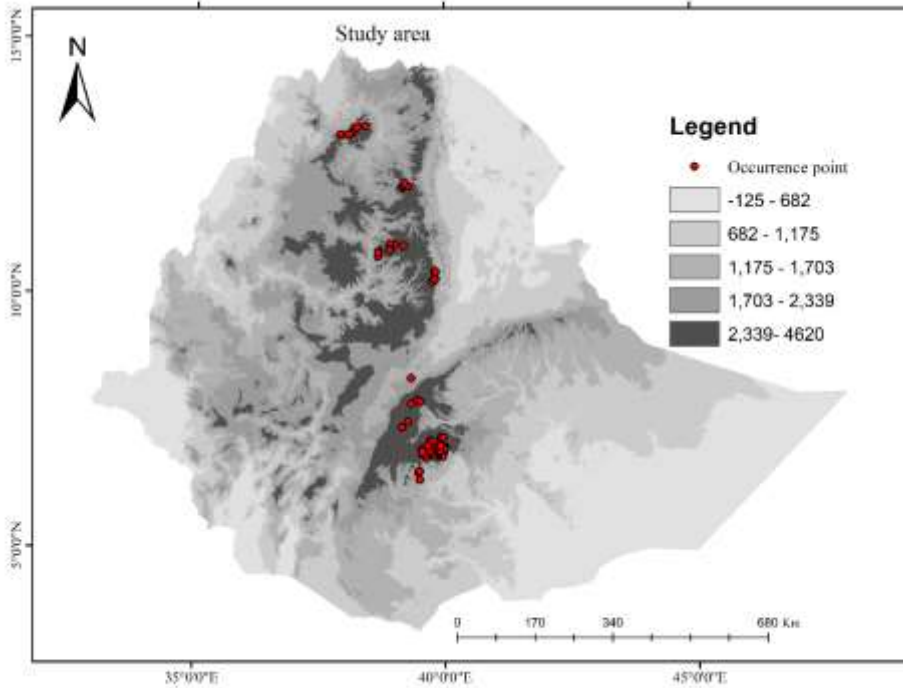 Study area
N
Legend
Occurrence point
-125 - 682
682 - 1,175
1,175 - 1,703
1,703 - 2,339
2,339- 4620
15°0'0"N
10°0'0"N
5°0'0"N
0 170 340 680 Km
35°0'0"E 40°0'0"E 45°0'0"E